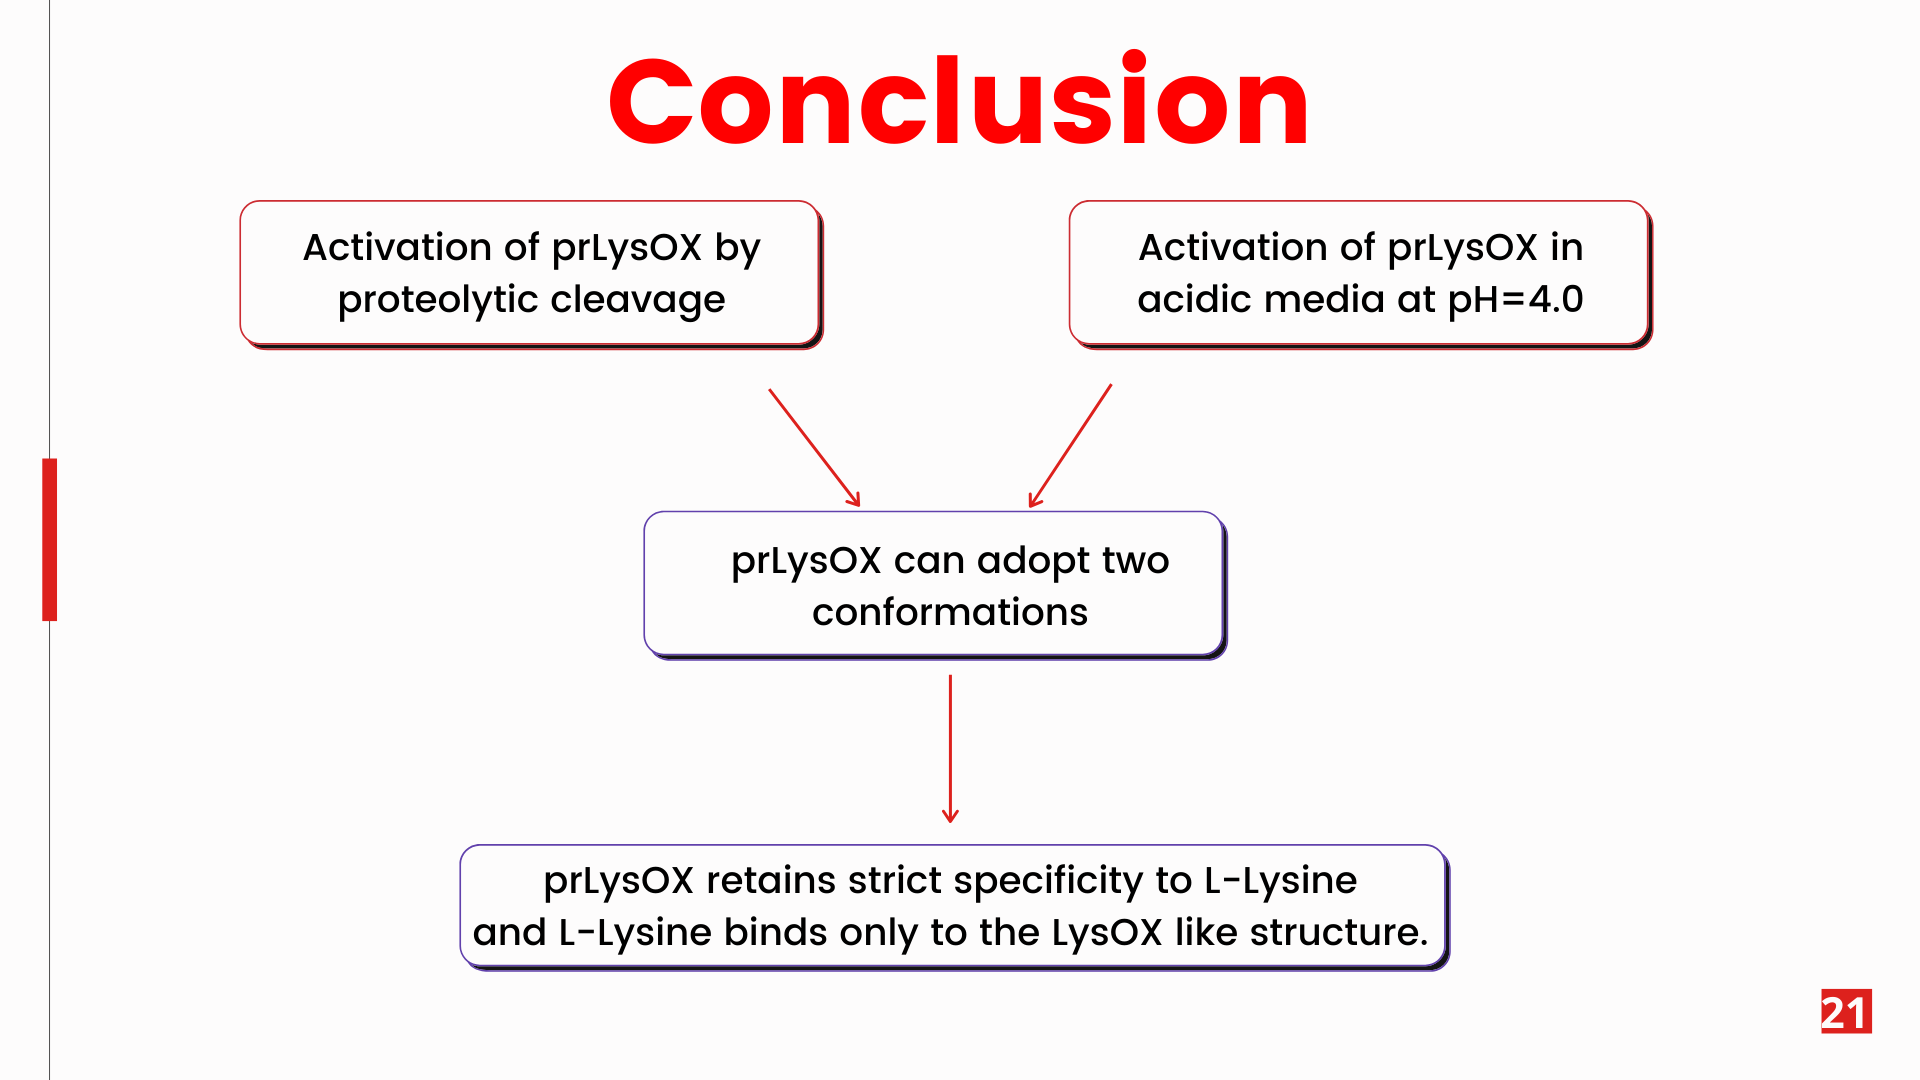 Conclusion
Activation of prLysOX by
proteolytic cleavage
Activation of prLysOX in
acidic media at pH=4.0
prLysOX can adopt two
conformations
prLysOX retains strict specificity to L-Lysine
and L-Lysine binds only to the LysOX like structure.
21